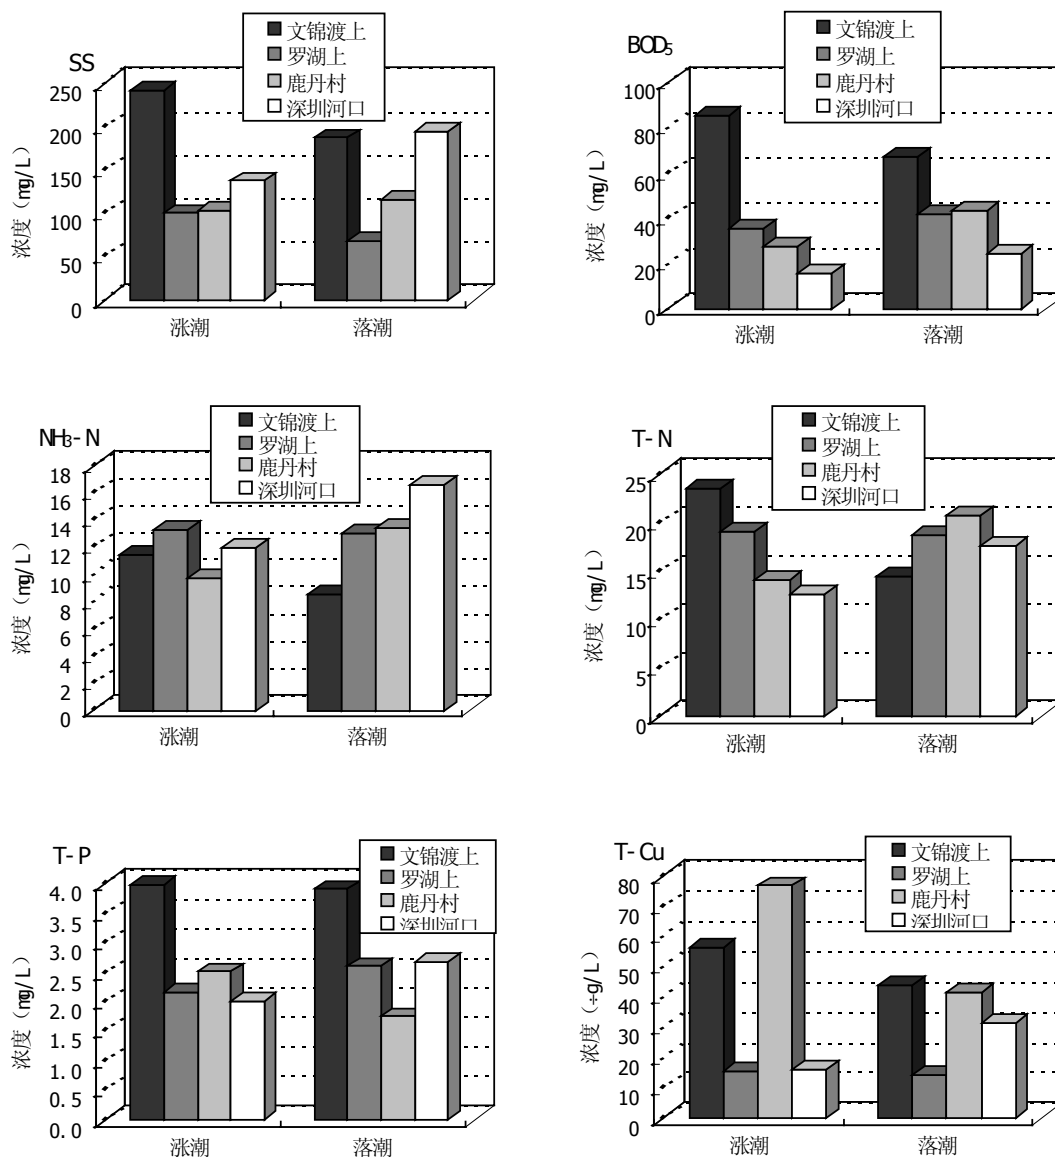 SS
文锦渡上
罗湖上
鹿丹村
深圳河口
浓度（mg/L）
250
200
150
100
50
0
涨潮
落潮
BOD5
文锦渡上
罗湖上
鹿丹村
深圳河口
浓度（mg/L）
100
80
60
40
20
0
涨潮
落潮
NH3-N
文锦渡上
罗湖上
鹿丹村
深圳河口
浓度（mg/L）
18
16
14
12
10
8
6
4
2
0
涨潮
落潮
T-N
文锦渡上
罗湖上
鹿丹村
深圳河口
浓度（mg/L）
25
20
15
10
5
0
涨潮
落潮
T-P
文锦渡上
罗湖上
鹿丹村
深圳河口
浓度（mg/L）
4.0
3.5
3.0
2.5
2.0
1.5
1.0
0.5
0.0
涨潮
落潮
T-Cu
文锦渡上
罗湖上
鹿丹村
深圳河口
浓度（÷g/L）
80
70
60
50
40
30
20
10
0
涨潮
落潮